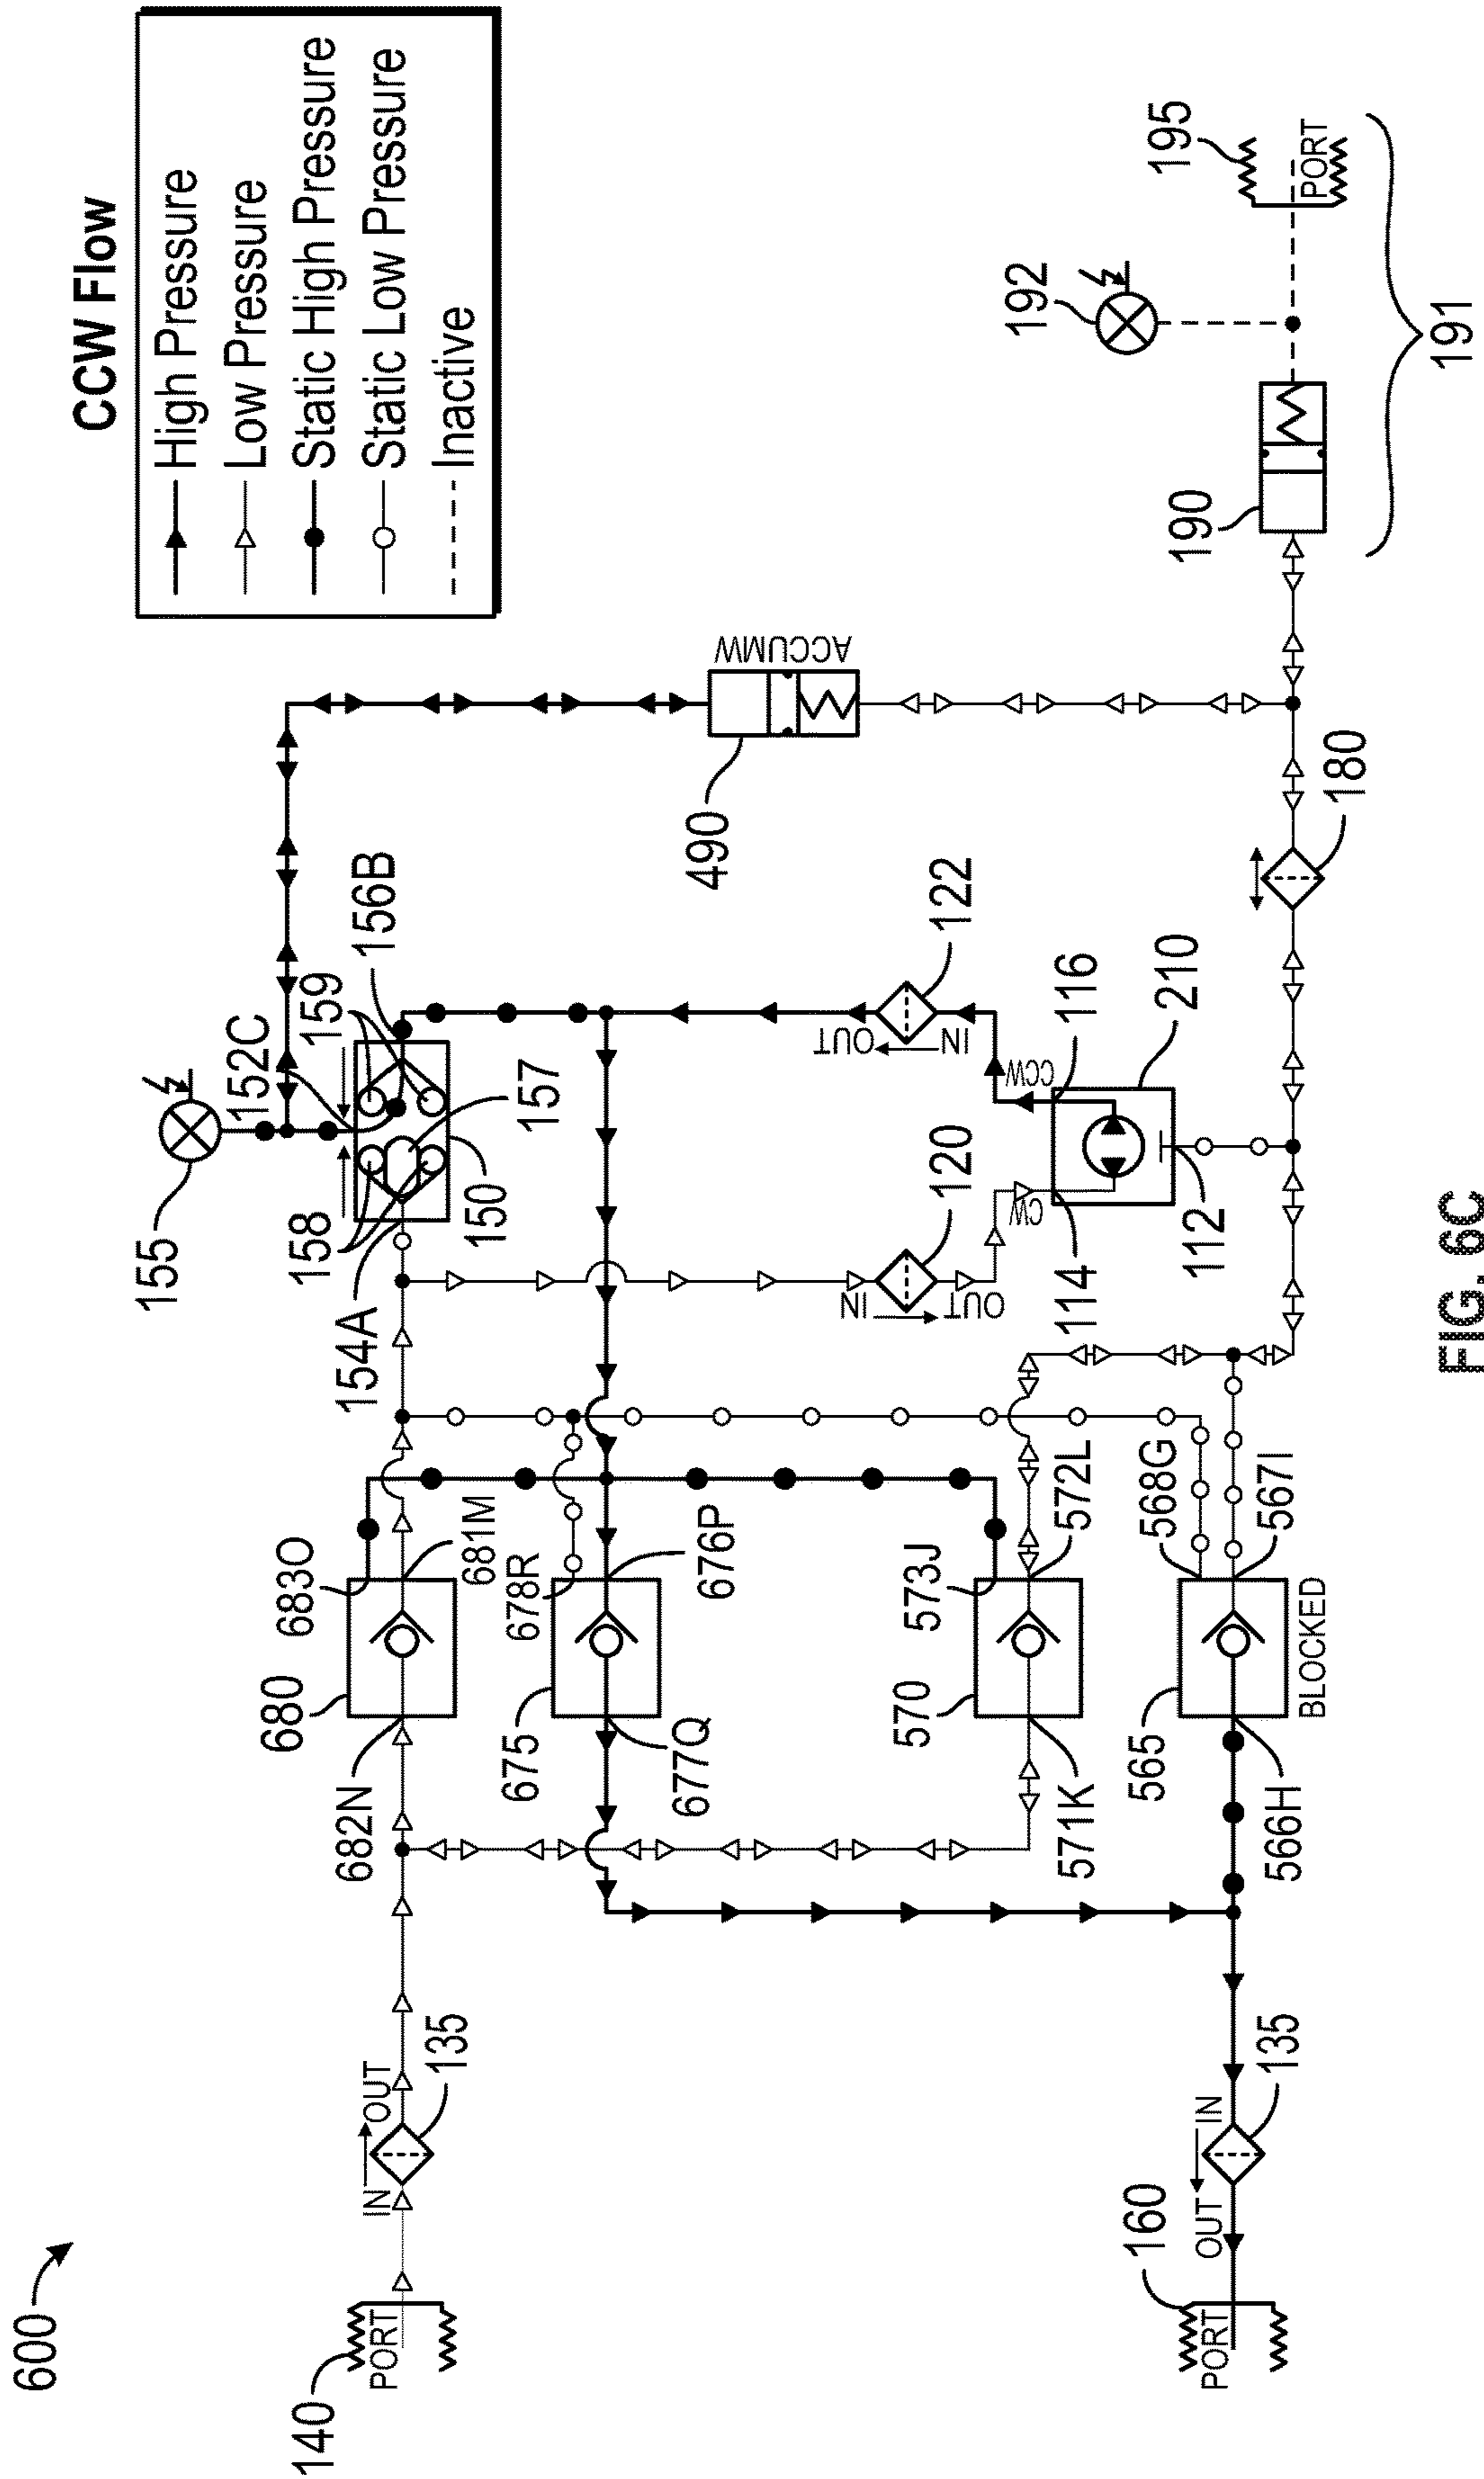 600
CCW Flow
High Pressure
Low Pressure
Static High Pressure
Static Low Pressure
Inactive
155
152C
159
156B
158
154A
157
150
140
PORT
IN
OUT
135
682N
680
683O
681M
678R
675
677Q
676P
570
573J
571K
572L
565
568G
566H
567I
BLOCKED
160
PORT
OUT
IN
135
IN
OUT
120
OUT
IN
122
CW
CCW
114
116
112
210
490
ACCUMW
180
190
192
195
PORT
191
FIG. 6C